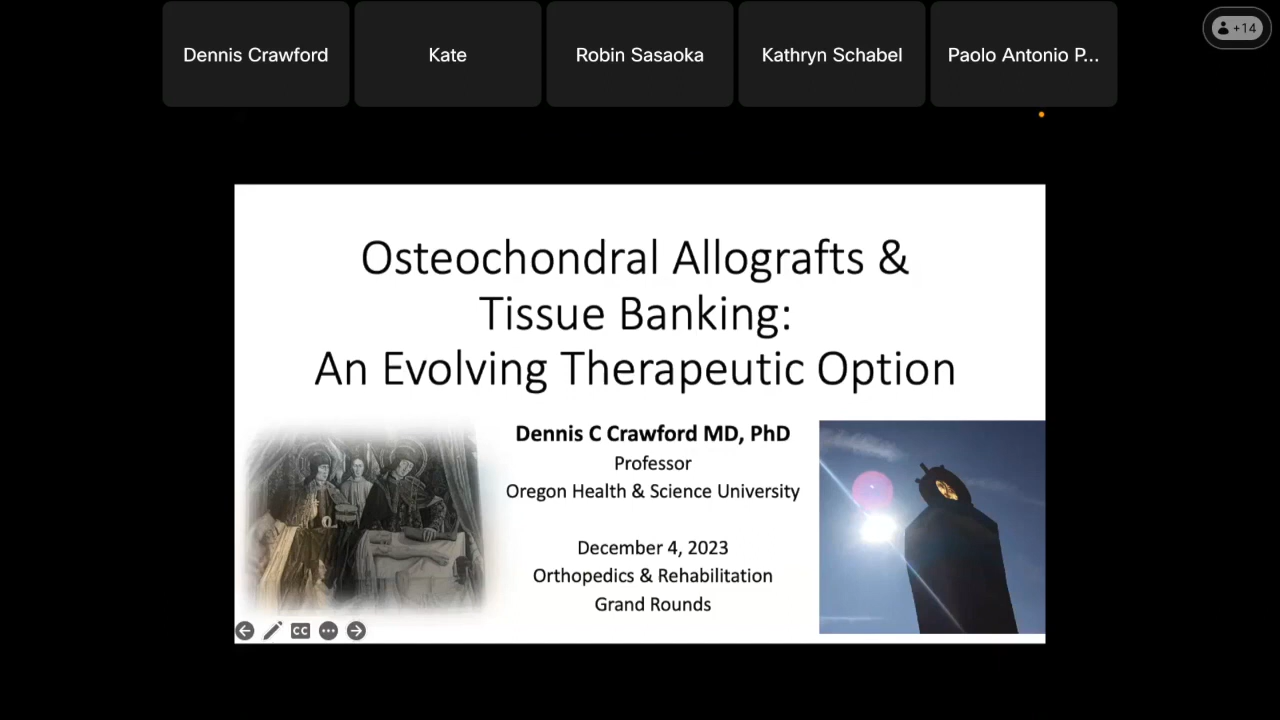 Dennis Crawford
Kate
Robin Sasaoka
Kathryn Schabel
Paolo Antonio P...
+14
Osteochondral Allografts &
Tissue Banking:
An Evolving Therapeutic Option
Dennis C Crawford MD, PhD
Professor
Oregon Health & Science University
December 4, 2023
Orthopedics & Rehabilitation
Grand Rounds
CC